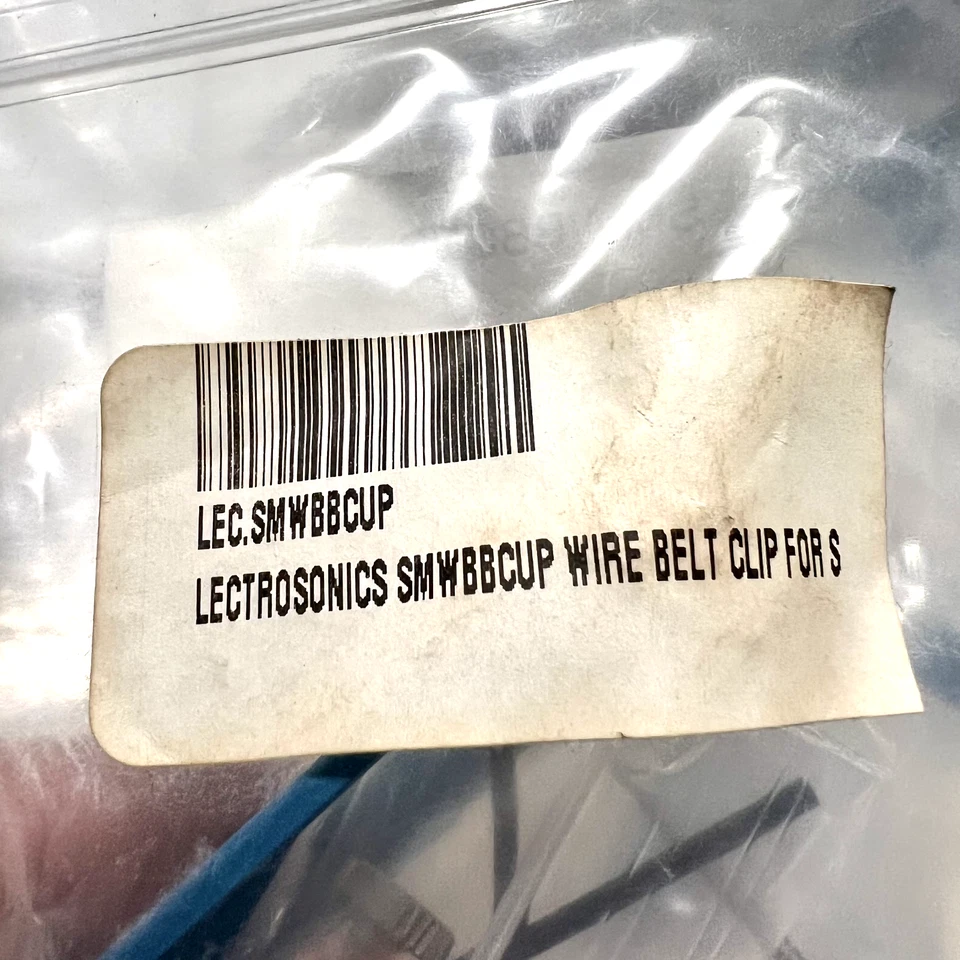 LEC.SMWBBCUP
LECTROSONICS SMWBBCUP WIRE BELT CLIP FOR S